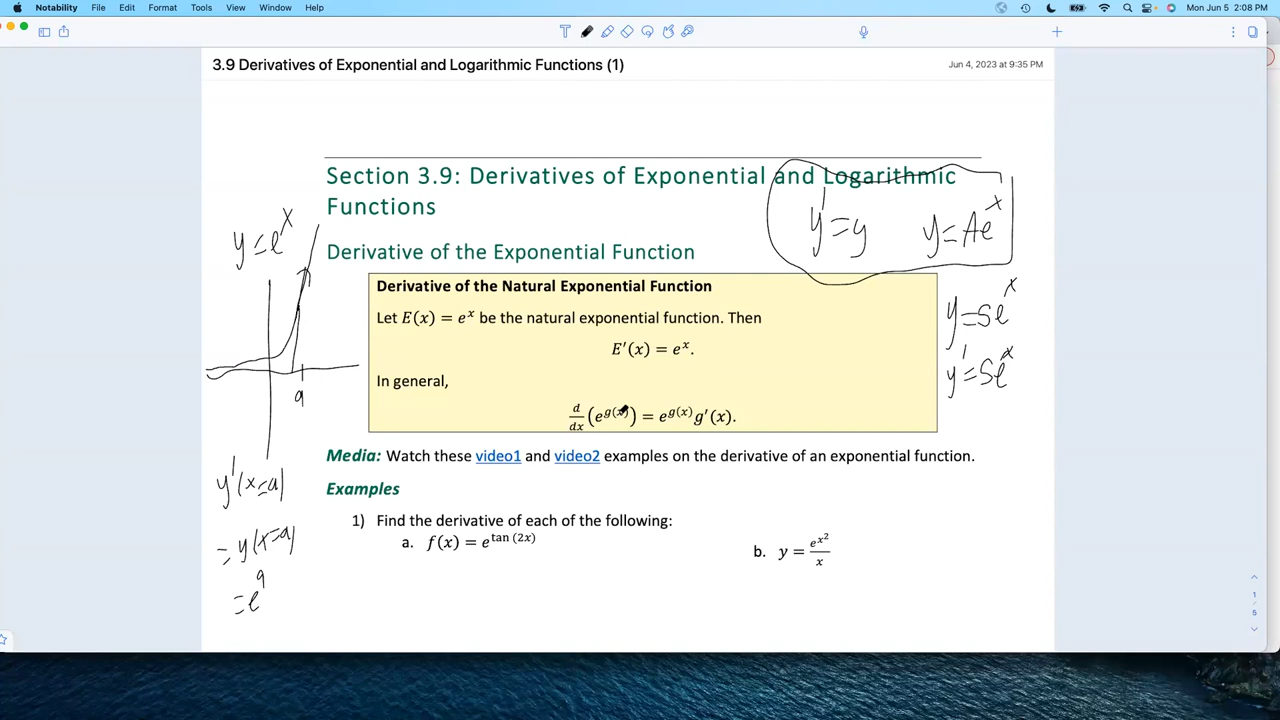 Notability File Edit Format Tools View Window Help Mon Jun 5 2:08 PM
3.9 Derivatives of Exponential and Logarithmic Functions (1) Jun 4, 2023 at 9:35 PM
Section 3.9: Derivatives of Exponential and Logarithmic
Functions
y' = y y = Ae^x
y = e^x
Derivative of the Exponential Function
Derivative of the Natural Exponential Function
Let E(x) = e^x be the natural exponential function. Then
E′(x) = e^x.
In general,
d/dx (e^g(x)) = e^g(x) g′(x).
y = 5e^x
y' = 5e^x
a
Media: Watch these video1 and video2 examples on the derivative of an exponential function.
y'(x=a)
= y(x=a)
= e^a
Examples
1) Find the derivative of each of the following:
a. f(x) = e^tan (2x)
b. y = e^x^2/x
1
/
5